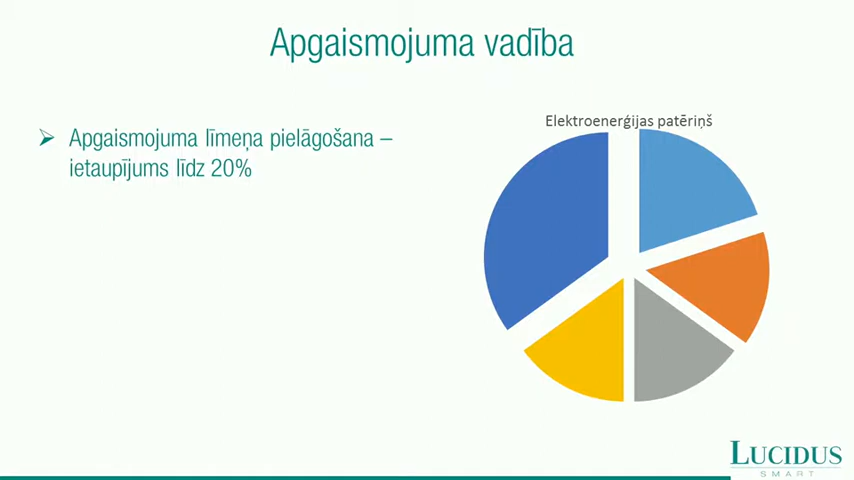 Apgaismojuma vadība
➢ Apgaismojuma līmeņa pielāgošana –
ietaupījums līdz 20%
Elektroenerģijas patēriņš
LUCIDUS
SMART